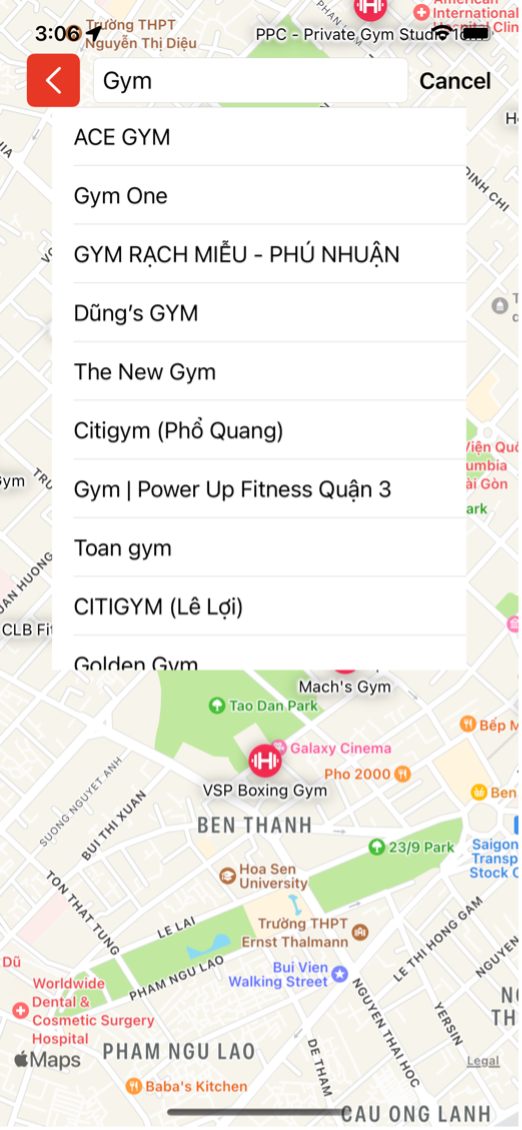 Trường THPT
Nguyễn Thị Diệu
3:06
PPC - Private Gym Studio
American
International
Hospital Clin
Gym
Cancel
ACE GYM
Gym One
GYM RẠCH MIỄU - PHÚ NHUẬN
Dũng’s GYM
The New Gym
Citigym (Phổ Quang)
Gym | Power Up Fitness Quận 3
Toan gym
CITIGYM (Lê Lợi)
Golden Gym
DINH CHI
Viện Quố
umbia
ài Gòn
ark
ym
TRU
UAN HUONG
CLB Fi
Mach's Gym
Tao Dan Park
Bếp M
Galaxy Cinema
Pho 2000
VSP Boxing Gym
Ben
SUONG NGUYET ANH
BUI THI XUAN
BEN THANH
23/9 Park
Saigon
Transp
Stock C
Hoa Sen
University
TON THAT TUNG
LE LAI
Trường THPT
Ernst Thalmann
LE THI HONG GAM
NGUYEN
Dũ
PHAM NGU LAO
Bui Vien
Walking Street
Worldwide
Dental &
Cosmetic Surgery
Hospital
NGUYEN THAI HOC
YERSIN
TH
Maps
PHAM NGU LAO
DE THAM
Legal
Baba's Kitchen
CAU ONG LANH